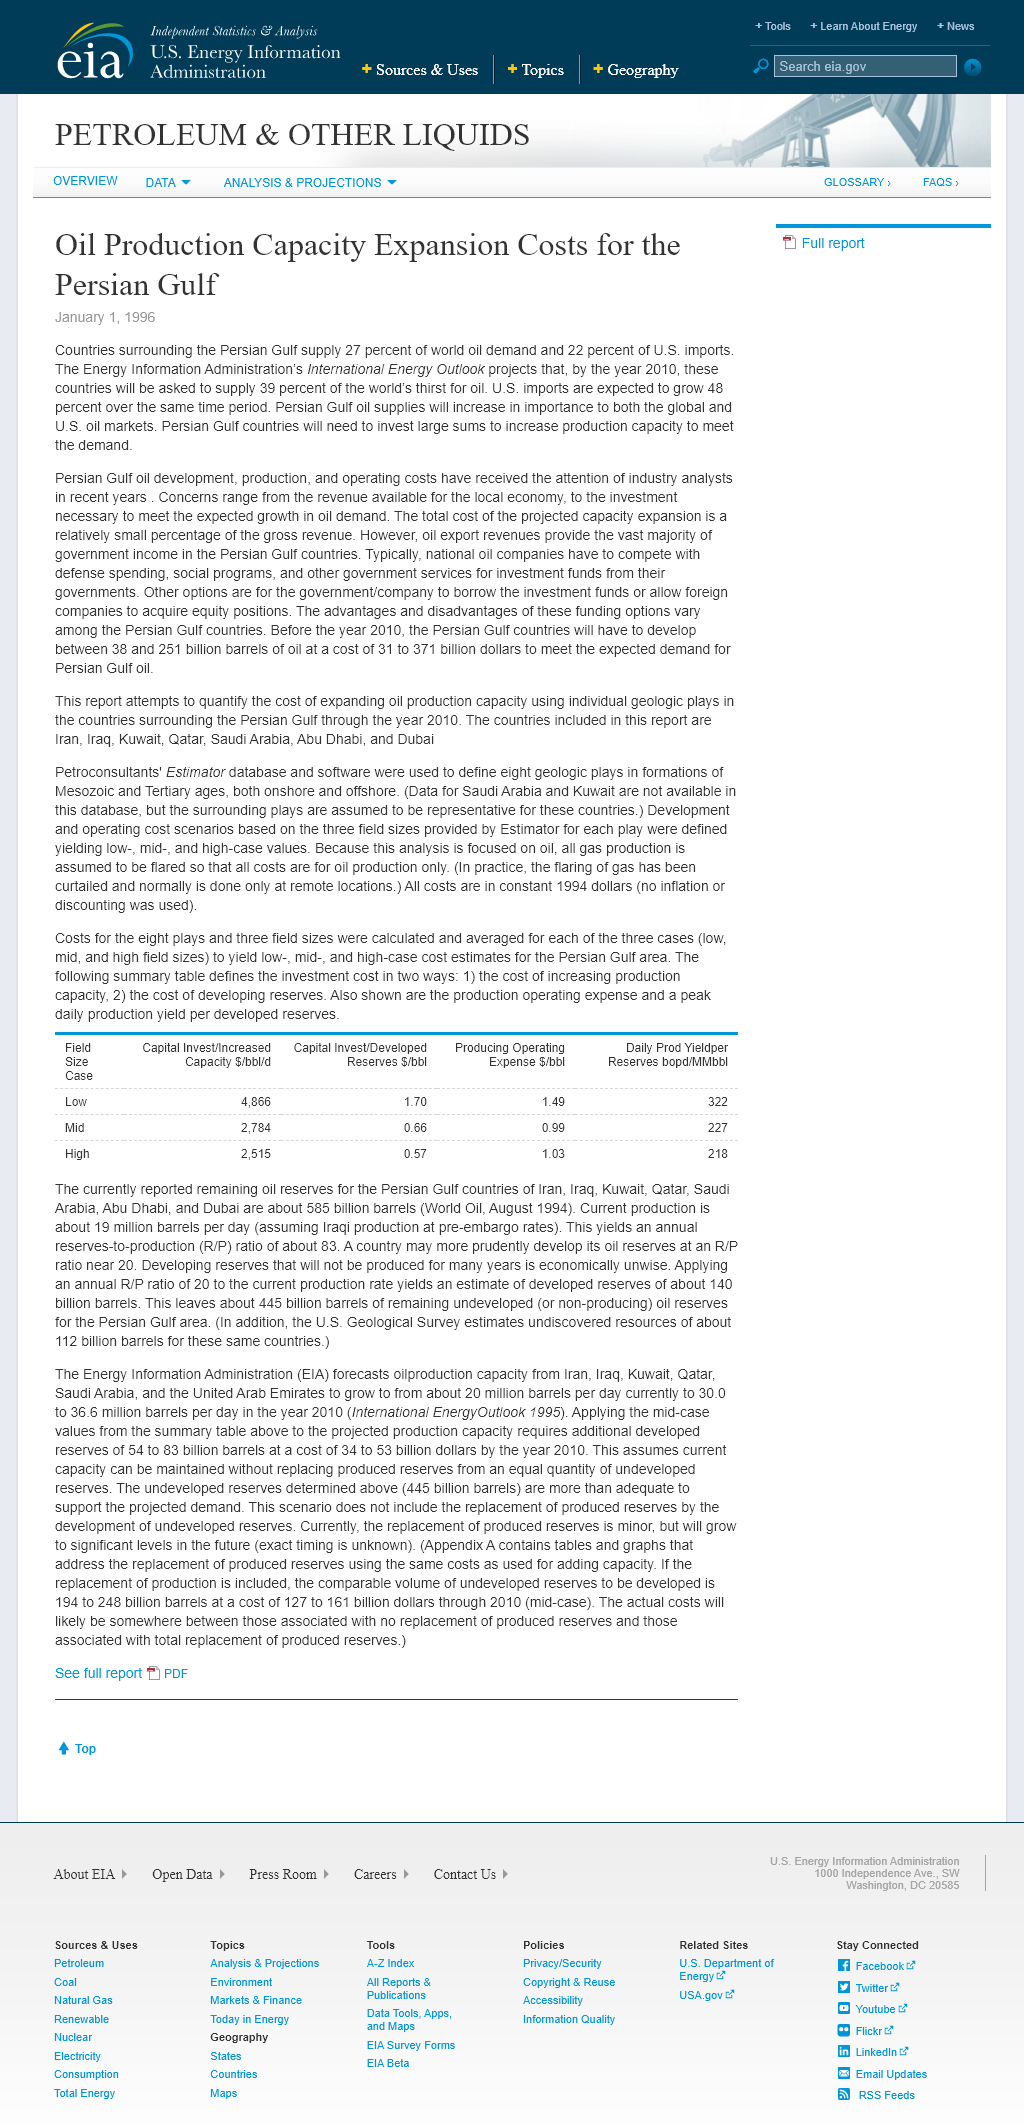 eia
Independent Statistics & Analysis
U.S. Energy Information
Administration
+ Sources & Uses
+ Topics
+ Geography
+ Tools
+ Learn About Energy
+ News
Search eia.gov
PETROLEUM & OTHER LIQUIDS
OVERVIEW
DATA
ANALYSIS & PROJECTIONS
GLOSSARY ›
FAQS ›
Oil Production Capacity Expansion Costs for the
Persian Gulf
January 1, 1996
Full report
Countries surrounding the Persian Gulf supply 27 percent of world oil demand and 22 percent of U.S. imports.
The Energy Information Administration's International Energy Outlook projects that, by the year 2010, these
countries will be asked to supply 39 percent of the world's thirst for oil. U.S. imports are expected to grow 48
percent over the same time period. Persian Gulf oil supplies will increase in importance to both the global and
U.S. oil markets. Persian Gulf countries will need to invest large sums to increase production capacity to meet
the demand.
Persian Gulf oil development, production, and operating costs have received the attention of industry analysts
in recent years . Concerns range from the revenue available for the local economy, to the investment
necessary to meet the expected growth in oil demand. The total cost of the projected capacity expansion is a
relatively small percentage of the gross revenue. However, oil export revenues provide the vast majority of
government income in the Persian Gulf countries. Typically, national oil companies have to compete with
defense spending, social programs, and other government services for investment funds from their
governments. Other options are for the government/company to borrow the investment funds or allow foreign
companies to acquire equity positions. The advantages and disadvantages of these funding options vary
among the Persian Gulf countries. Before the year 2010, the Persian Gulf countries will have to develop
between 38 and 251 billion barrels of oil at a cost of 31 to 371 billion dollars to meet the expected demand for
Persian Gulf oil.
This report attempts to quantify the cost of expanding oil production capacity using individual geologic plays in
the countries surrounding the Persian Gulf through the year 2010. The countries included in this report are
Iran, Iraq, Kuwait, Qatar, Saudi Arabia, Abu Dhabi, and Dubai
Petroconsultants' Estimator database and software were used to define eight geologic plays in formations of
Mesozoic and Tertiary ages, both onshore and offshore. (Data for Saudi Arabia and Kuwait are not available in
this database, but the surrounding plays are assumed to be representative for these countries.) Development
and operating cost scenarios based on the three field sizes provided by Estimator for each play were defined
yielding low-, mid-, and high-case values. Because this analysis is focused on oil, all gas production is
assumed to be flared so that all costs are for oil production only. (In practice, the flaring of gas has been
curtailed and normally is done only at remote locations.) All costs are in constant 1994 dollars (no inflation or
discounting was used).
Costs for the eight plays and three field sizes were calculated and averaged for each of the three cases (low,
mid, and high field sizes) to yield low-, mid-, and high-case cost estimates for the Persian Gulf area. The
following summary table defines the investment cost in two ways: 1) the cost of increasing production
capacity, 2) the cost of developing reserves. Also shown are the production operating expense and a peak
daily production yield per developed reserves.
Field Capital Invest/Increased Capital Invest/Developed Producing Operating Daily Prod Yieldper
Size Capacity $/bbl/d Reserves $/bbl Expense $/bbl Reserves bopd/MMbbl
Case
Low 4,866 1.70 1.49 322
Mid 2,784 0.66 0.99 227
High 2,515 0.57 1.03 218
The currently reported remaining oil reserves for the Persian Gulf countries of Iran, Iraq, Kuwait, Qatar, Saudi
Arabia, Abu Dhabi, and Dubai are about 585 billion barrels (World Oil, August 1994). Current production is
about 19 million barrels per day (assuming Iraqi production at pre-embargo rates). This yields an annual
reserves-to-production (R/P) ratio of about 83. A country may more prudently develop its oil reserves at an R/P
ratio near 20. Developing reserves that will not be produced for many years is economically unwise. Applying
an annual R/P ratio of 20 to the current production rate yields an estimate of developed reserves of about 140
billion barrels. This leaves about 445 billion barrels of remaining undeveloped (or non-producing) oil reserves
for the Persian Gulf area. (In addition, the U.S. Geological Survey estimates undiscovered resources of about
112 billion barrels for these same countries.)
The Energy Information Administration (EIA) forecasts oilproduction capacity from Iran, Iraq, Kuwait, Qatar,
Saudi Arabia, and the United Arab Emirates to grow to from about 20 million barrels per day currently to 30.0
to 36.6 million barrels per day in the year 2010 (International EnergyOutlook 1995). Applying the mid-case
values from the summary table above to the projected production capacity requires additional developed
reserves of 54 to 83 billion barrels at a cost of 34 to 53 billion dollars by the year 2010. This assumes current
capacity can be maintained without replacing produced reserves from an equal quantity of undeveloped
reserves. The undeveloped reserves determined above (445 billion barrels) are more than adequate to
support the projected demand. This scenario does not include the replacement of produced reserves by the
development of undeveloped reserves. Currently, the replacement of produced reserves is minor, but will grow
to significant levels in the future (exact timing is unknown). (Appendix A contains tables and graphs that
address the replacement of produced reserves using the same costs as used for adding capacity. If the
replacement of production is included, the comparable volume of undeveloped reserves to be developed is
194 to 248 billion barrels at a cost of 127 to 161 billion dollars through 2010 (mid-case). The actual costs will
likely be somewhere between those associated with no replacement of produced reserves and those
associated with total replacement of produced reserves.)
See full report PDF
Top
About EIA
Open Data
Press Room
Careers
Contact Us
U.S. Energy Information Administration
1000 Independence Ave., SW
Washington, DC 20585
Sources & Uses
Petroleum
Coal
Natural Gas
Renewable
Nuclear
Electricity
Consumption
Total Energy
Topics
Analysis & Projections
Environment
Markets & Finance
Today in Energy
Geography
States
Countries
Maps
Tools
A-Z Index
All Reports &
Publications
Data Tools, Apps,
and Maps
EIA Survey Forms
EIA Beta
Policies
Privacy/Security
Copyright & Reuse
Accessibility
Information Quality
Related Sites
U.S. Department of
Energy
USA.gov
Stay Connected
Facebook
Twitter
Youtube
Flickr
LinkedIn
Email Updates
RSS Feeds